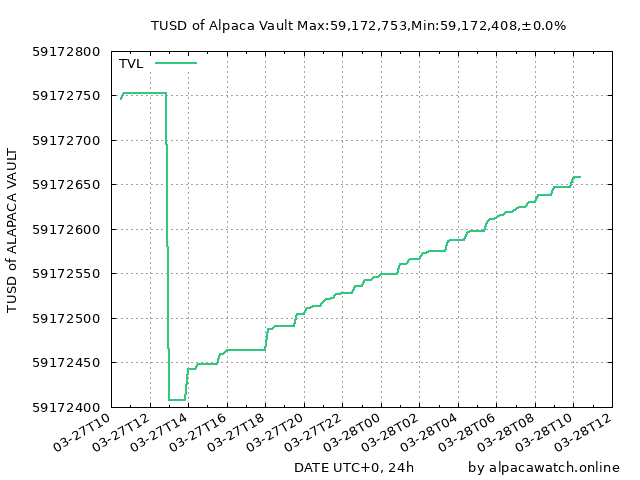 TUSD of Alpaca Vault Max:59,172,753,Min:59,172,408,±0.0%
TVL
59172800
59172750
59172700
59172650
59172600
59172550
59172500
59172450
59172400
TUSD of ALAPACA VAULT
03-27T10
03-27T12
03-27T14
03-27T16
03-27T18
03-27T20
03-27T22
03-28T00
03-28T02
03-28T04
03-28T06
03-28T08
03-28T10
03-28T12
DATE UTC+0, 24h
by alpacawatch.online